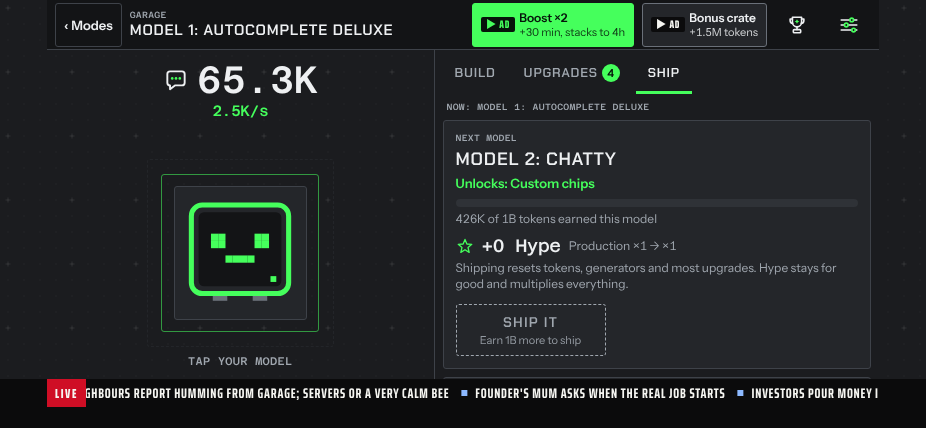 ‹ Modes
GARAGE
MODEL 1: AUTOCOMPLETE DELUXE
AD
Boost ×2
+30 min, stacks to 4h
AD
Bonus crate
+1.5M tokens
65.3K
2.5K/s
TAP YOUR MODEL
BUILD
UPGRADES 4
SHIP
NOW: MODEL 1: AUTOCOMPLETE DELUXE
NEXT MODEL
MODEL 2: CHATTY
Unlocks: Custom chips
426K of 1B tokens earned this model
+0 Hype Production ×1 → ×1
Shipping resets tokens, generators and most upgrades. Hype stays for
good and multiplies everything.
SHIP IT
Earn 1B more to ship
LIVE GHBOURS REPORT HUMMING FROM GARAGE; SERVERS OR A VERY CALM BEE ■ FOUNDER'S MUM ASKS WHEN THE REAL JOB STARTS ■ INVESTORS POUR MONEY I